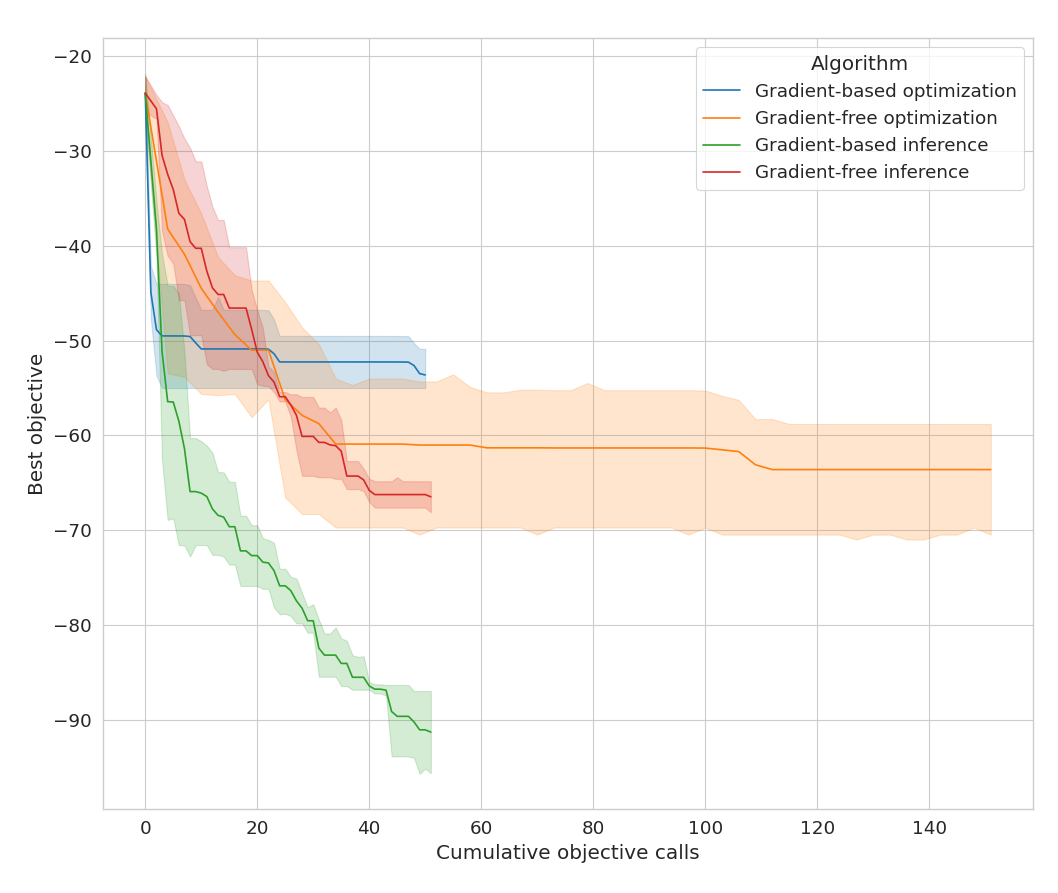 Algorithm
Gradient-based optimization
Gradient-free optimization
Gradient-based inference
Gradient-free inference
Best objective
−20
−30
−40
−50
−60
−70
−80
−90
0 20 40 60 80 100 120 140
Cumulative objective calls